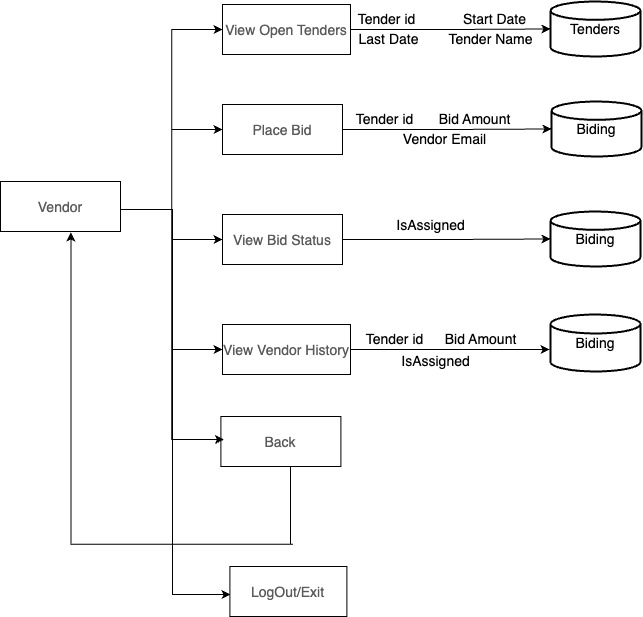 View Open Tenders
Tender id Start Date
Last Date Tender Name
Tenders
Place Bid
Tender id Bid Amount
Vendor Email
Biding
Vendor
View Bid Status
IsAssigned
Biding
View Vendor History
Tender id Bid Amount
IsAssigned
Biding
Back
LogOut/Exit